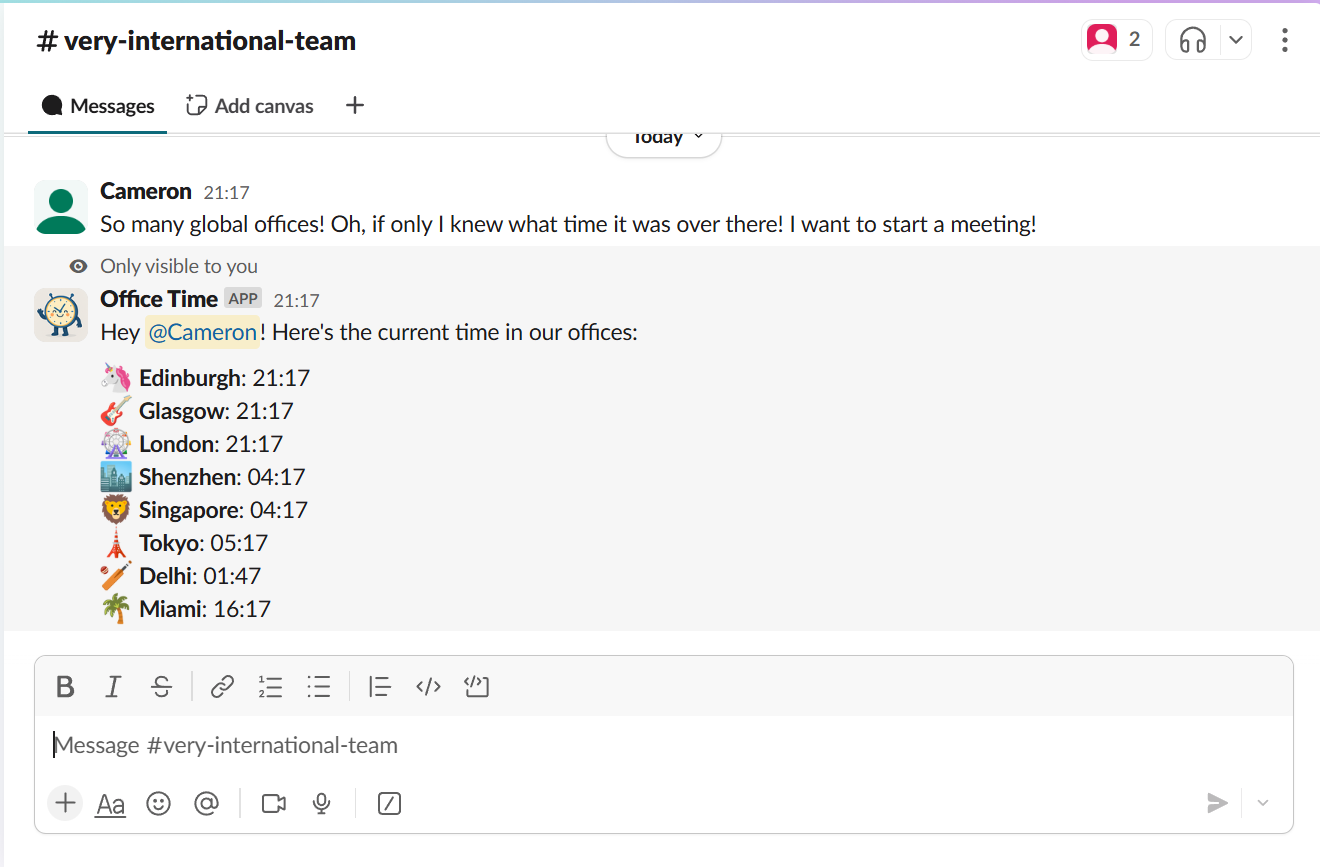 # very-international-team
2
Messages
Add canvas
Today
Cameron 21:17
So many global offices! Oh, if only I knew what time it was over there! I want to start a meeting!
Only visible to you
Office Time APP 21:17
Hey @Cameron! Here's the current time in our offices:
Edinburgh: 21:17
Glasgow: 21:17
London: 21:17
Shenzhen: 04:17
Singapore: 04:17
Tokyo: 05:17
Delhi: 01:47
Miami: 16:17
Message #very-international-team
Aa